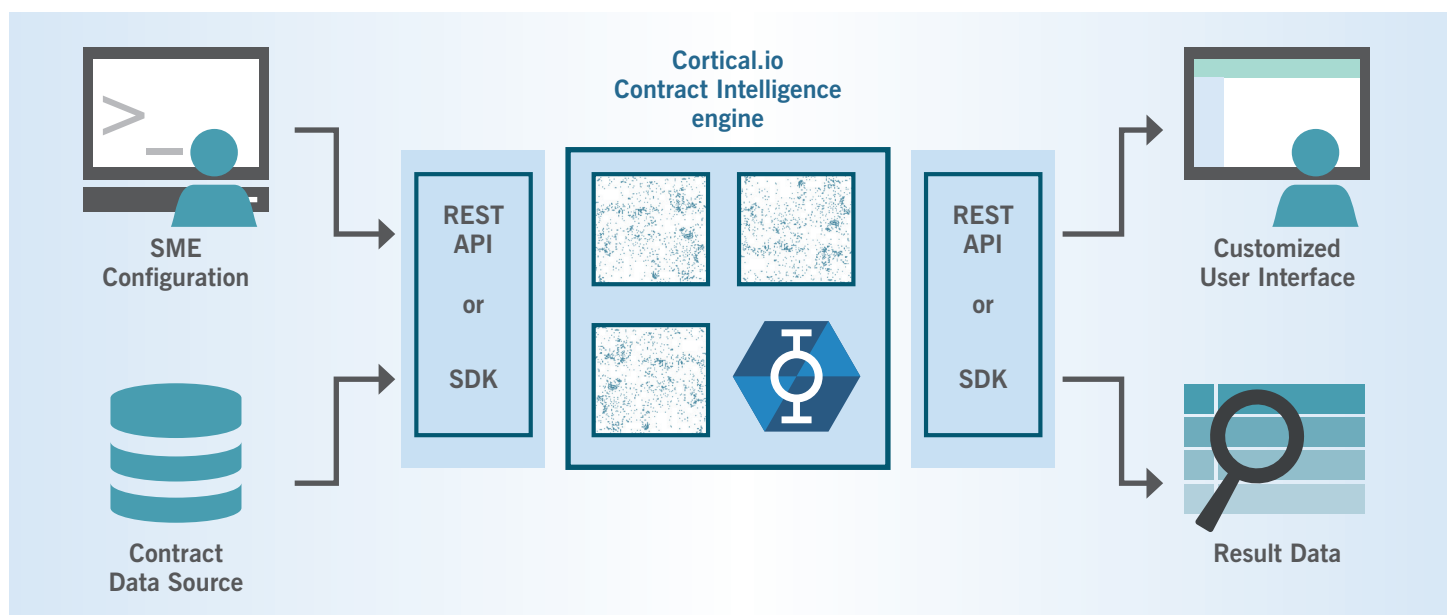 Cortical.io
Contract Intelligence
engine
>_
SME
Configuration
REST
API
or
SDK
REST
API
or
SDK
Customized
User Interface
Contract
Data Source
Result Data